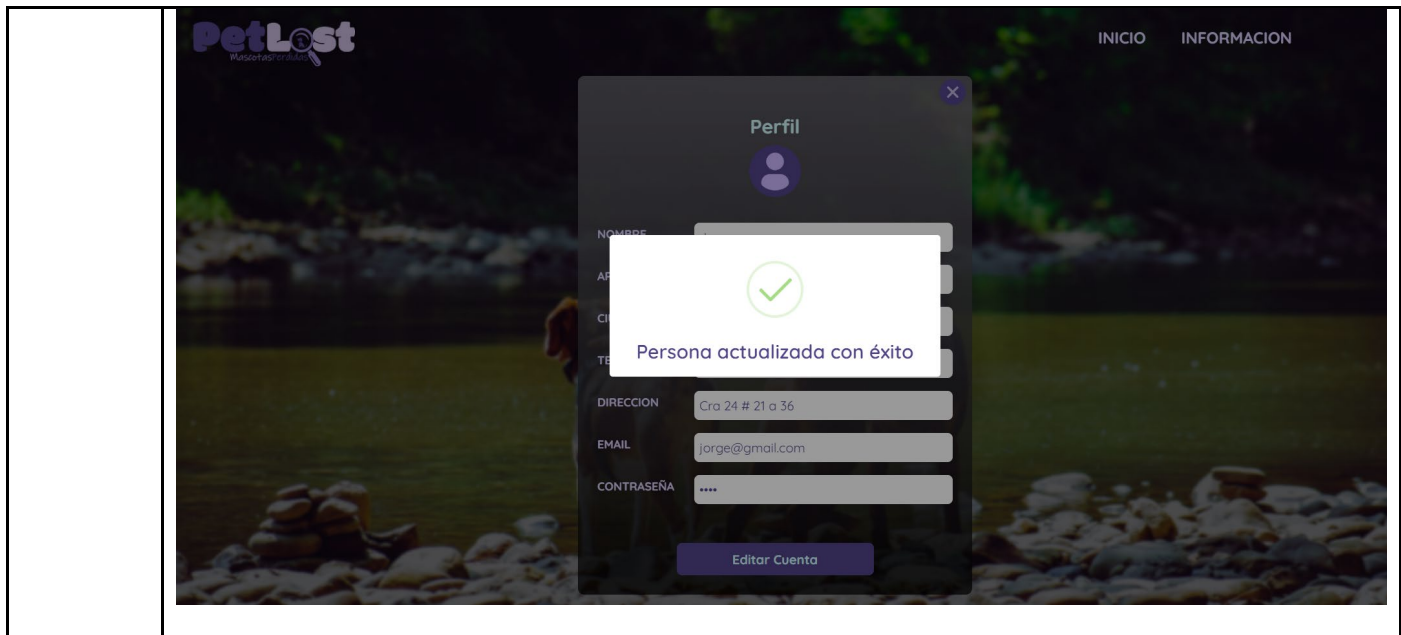 PetLost
MascotasPerdidas
INICIO INFORMACION
Perfil
NOMBRE
Persona actualizada con éxito
DIRECCION Cra 24 # 21 a 36
EMAIL jorge@gmail.com
CONTRASEÑA ••••
Editar Cuenta